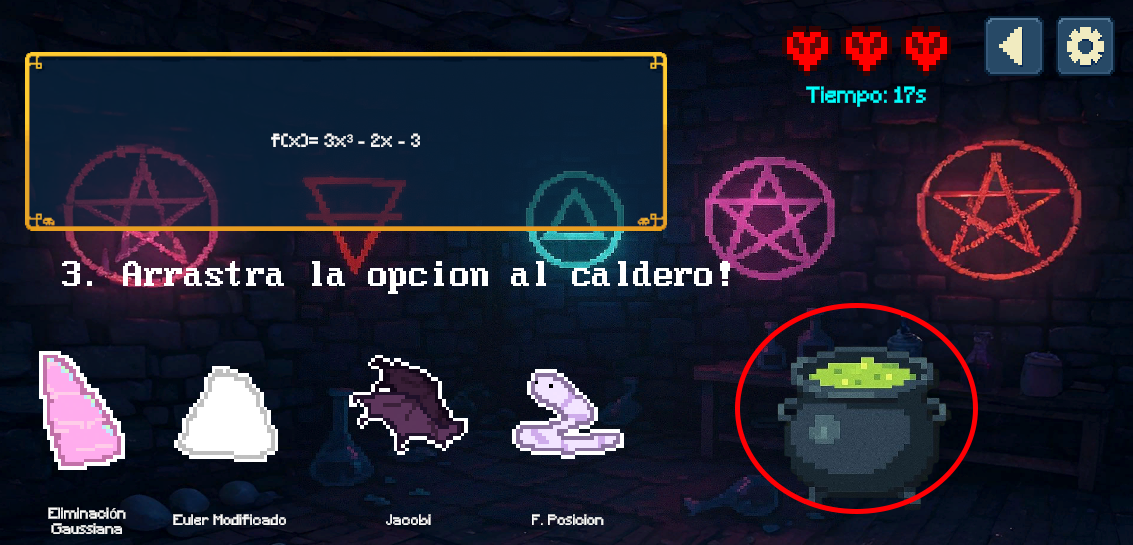 Tiempo: 17s
f(x)= 3x³ - 2x - 3
3. Arrastra la opcion al caldero!
Eliminación
Gaussiana
Euler Modificado
Jacobi
F. Posicion